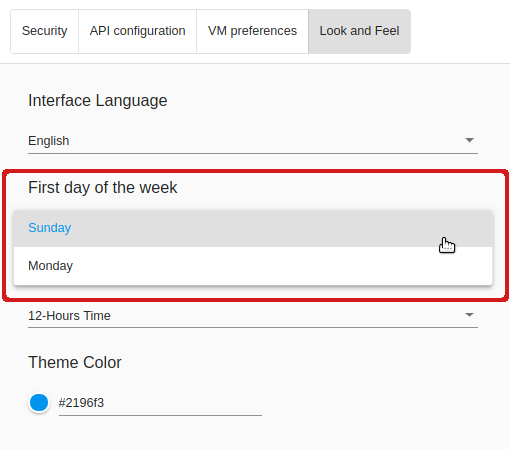 Security API configuration VM preferences Look and Feel
Interface Language
English
First day of the week
Sunday
Monday
12-Hours Time
Theme Color
#2196f3